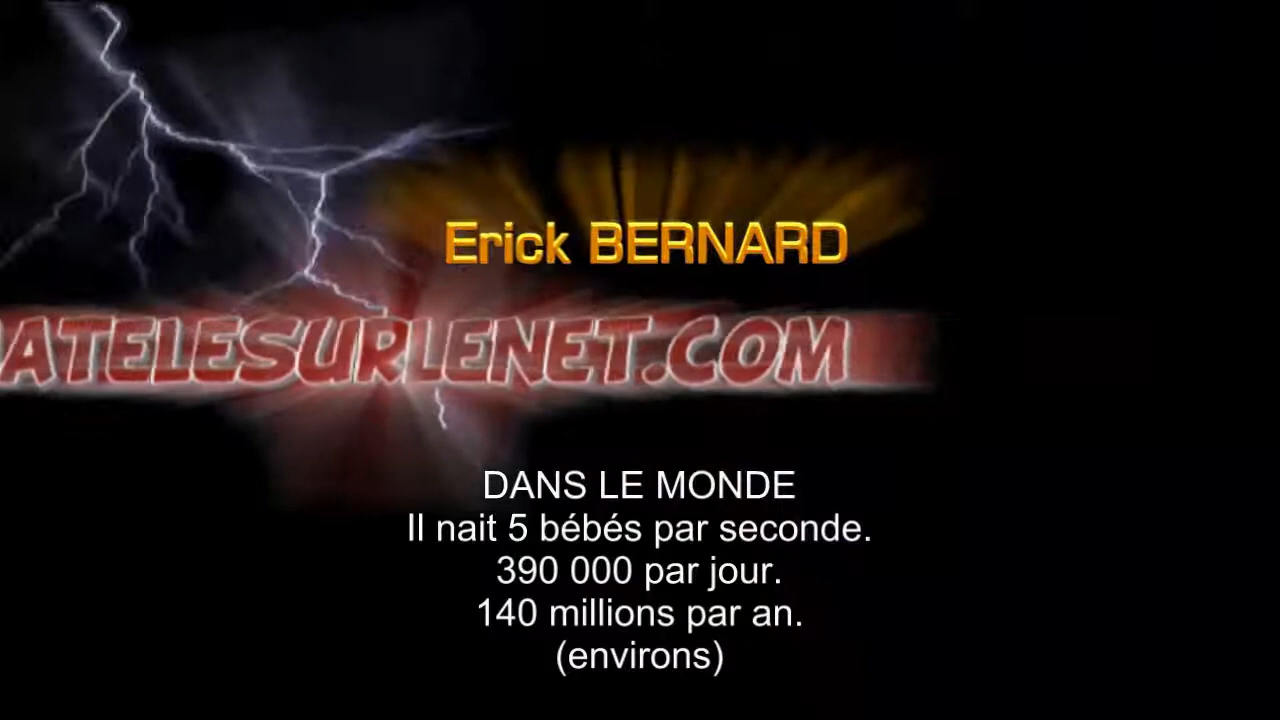 Erick BERNARD
ATELESURLENET.COM
DANS LE MONDE
Il nait 5 bébés par seconde.
390 000 par jour.
140 millions par an.
(environs)